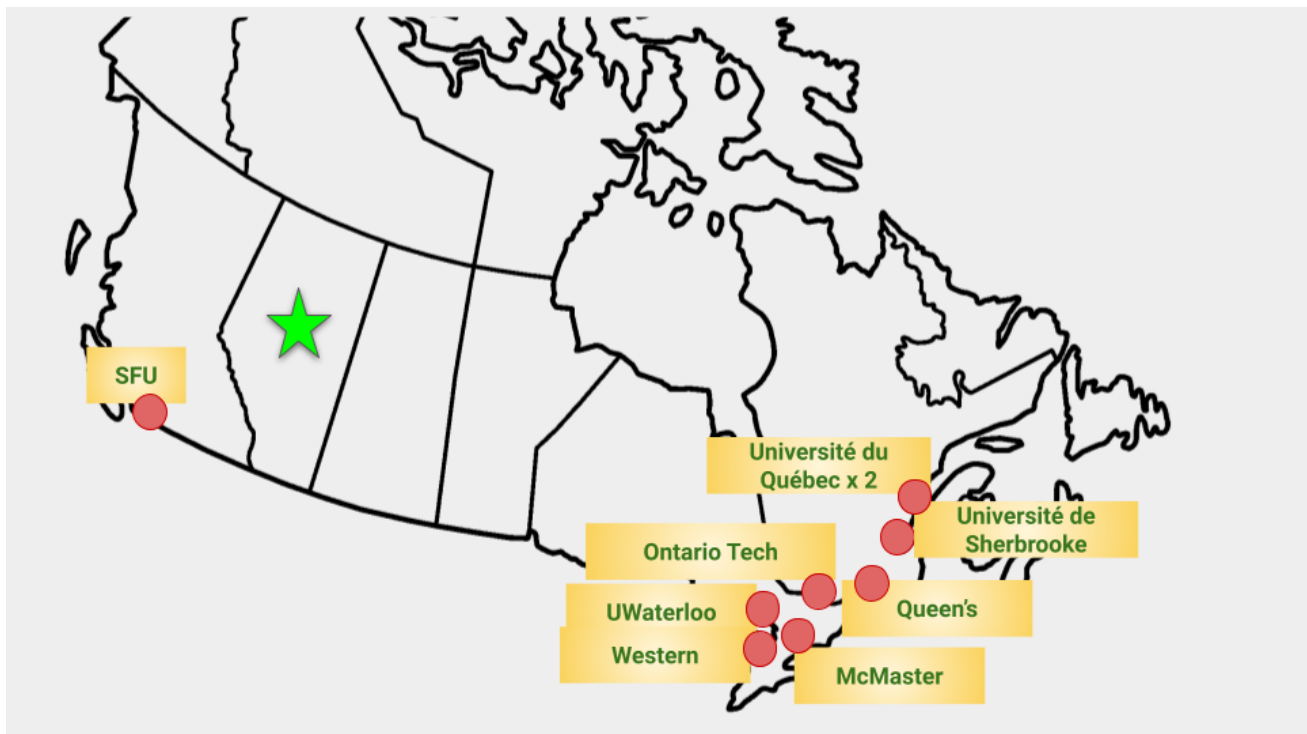 SFU
Université du
Québec x 2
Université de
Sherbrooke
Ontario Tech
UWaterloo
Queen's
Western
McMaster